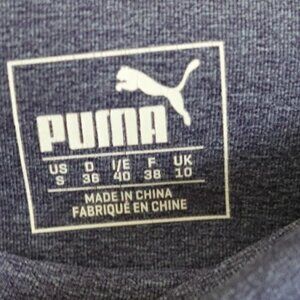 PUMA
US D I/E F UK
S 36 40 38 10
MADE IN CHINA
FABRIQUÉ EN CHINE